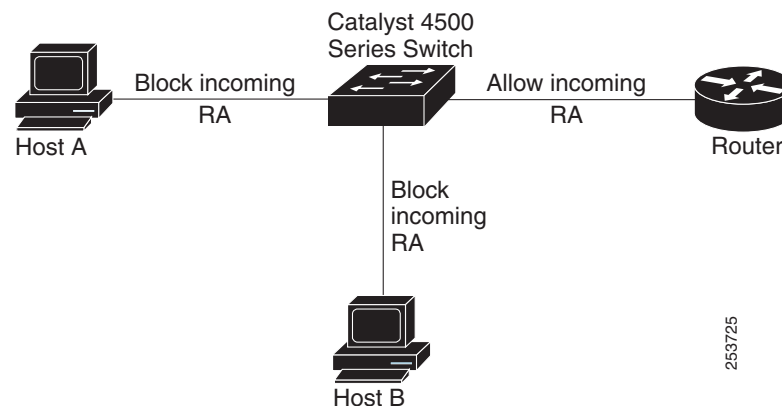 Catalyst 4500
Series Switch
Block incoming
RA
Allow incoming
RA
Host A
Router
Block
incoming
RA
Host B
253725